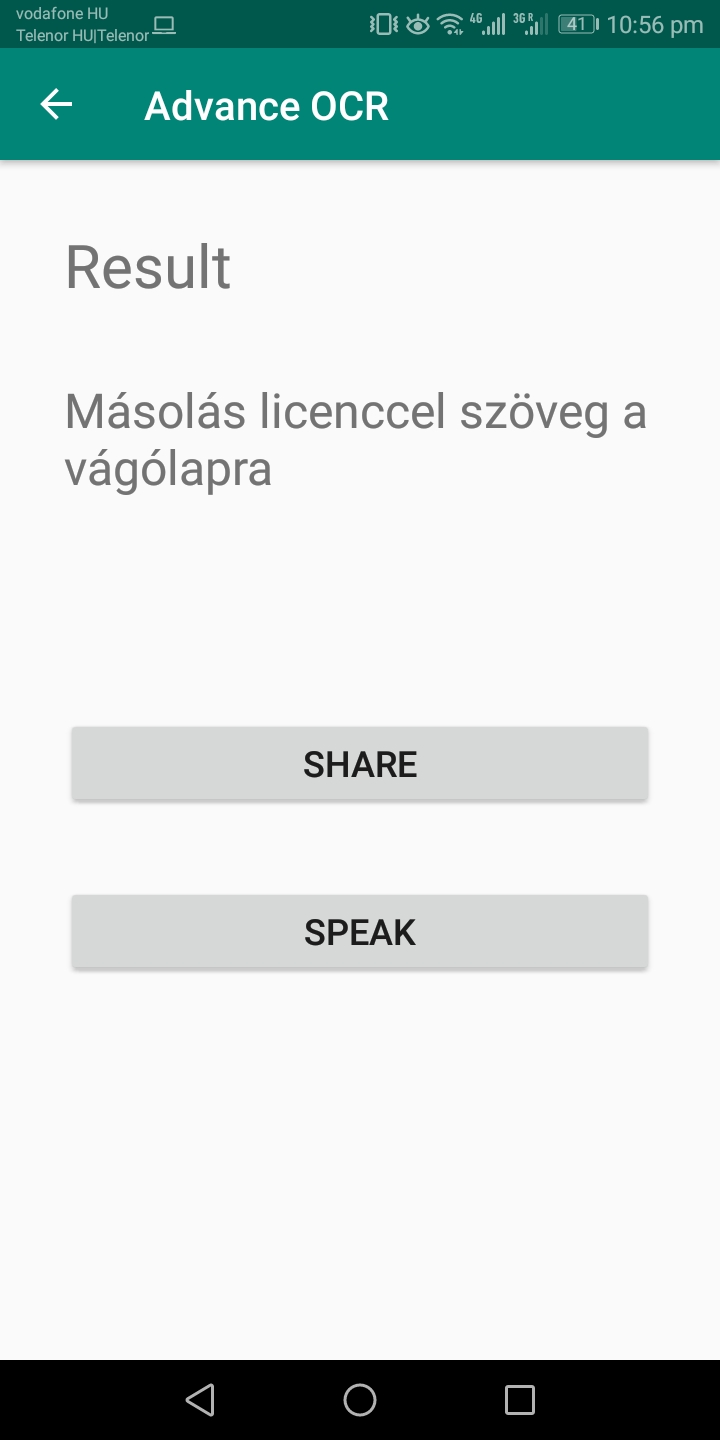 vodafone HU
Telenor HU|Telenor
4G 3G R 41 10:56 pm
Advance OCR
Result
Másolás licenccel szöveg a
vágólapra
SHARE
SPEAK